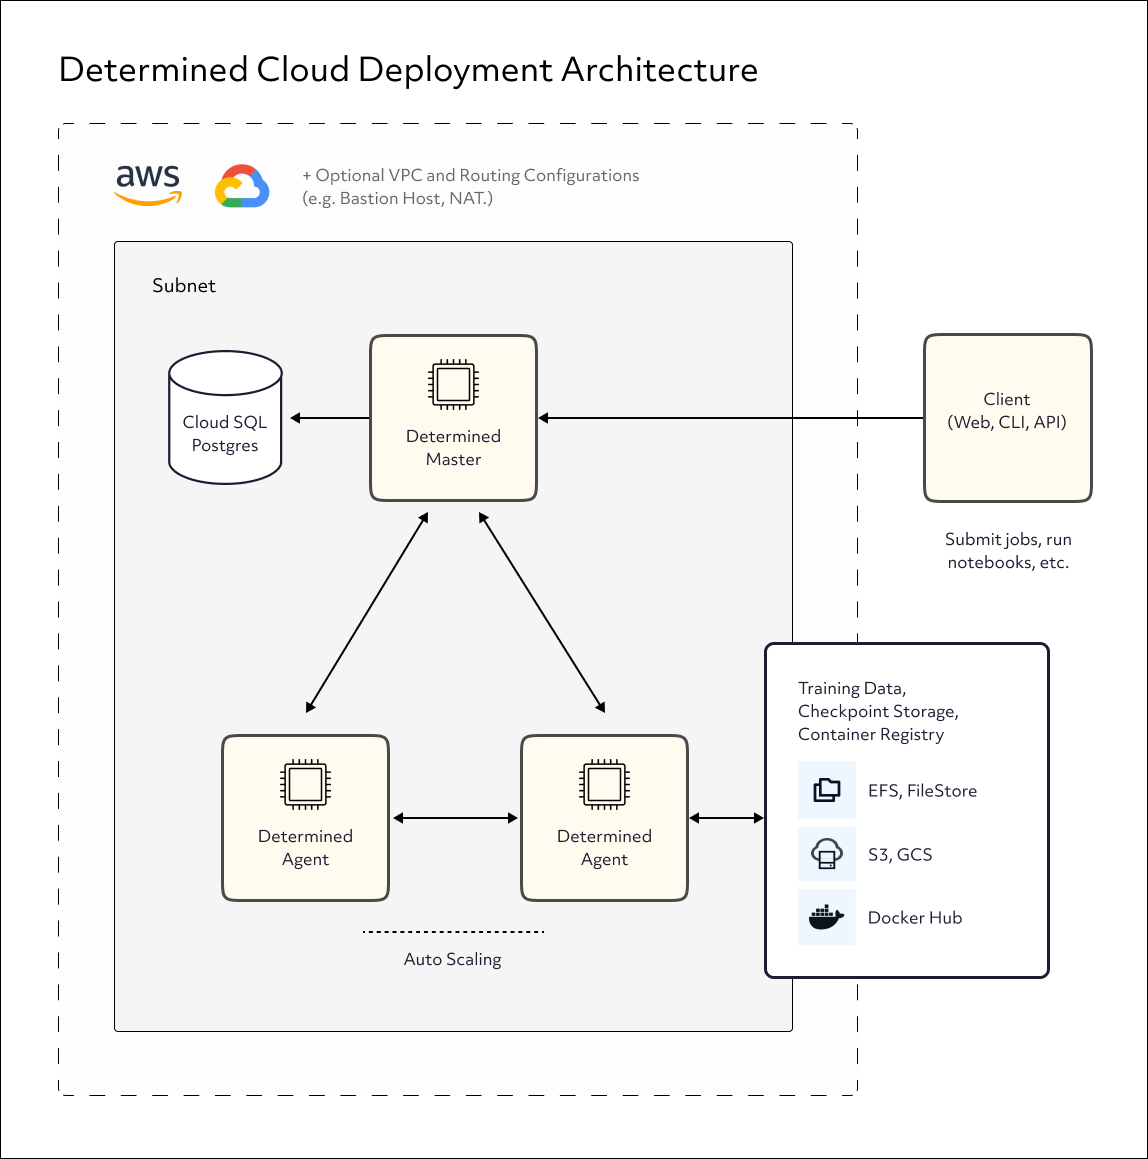 Determined Cloud Deployment Architecture
aws
+ Optional VPC and Routing Configurations
(e.g. Bastion Host, NAT.)
Subnet
Cloud SQL
Postgres
Determined
Master
Client
(Web, CLI, API)
Submit jobs, run
notebooks, etc.
Training Data,
Checkpoint Storage,
Container Registry
EFS, FileStore
S3, GCS
Docker Hub
Determined
Agent
Determined
Agent
Auto Scaling